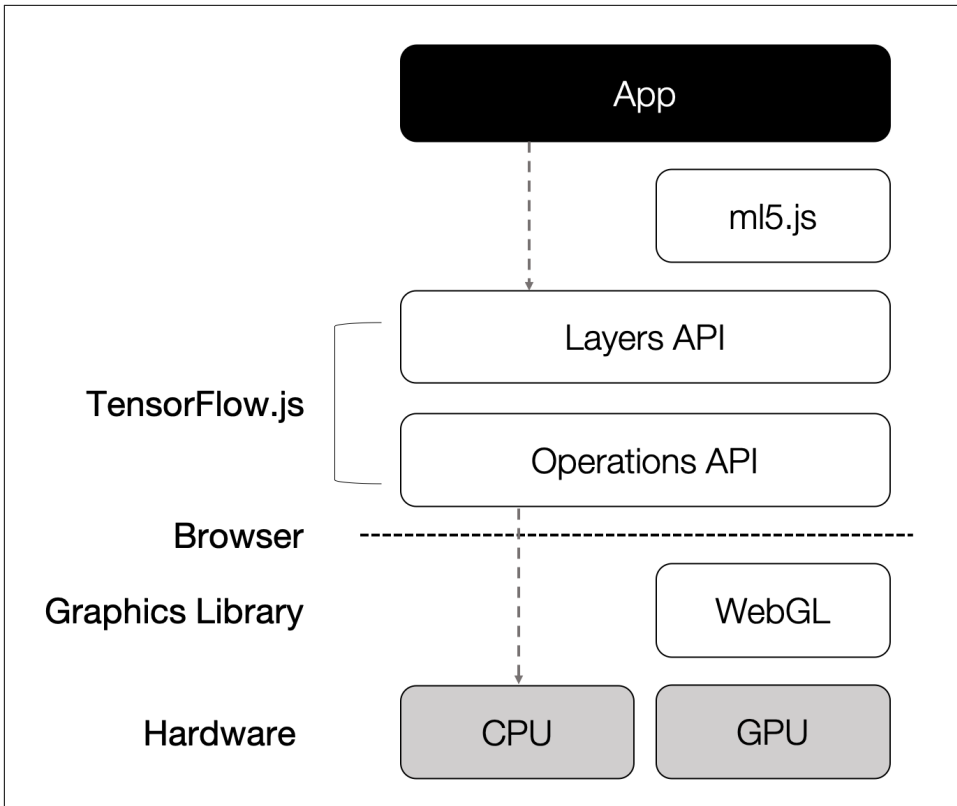 App
ml5.js
Layers API
TensorFlow.js
Operations API
Browser
Graphics Library
WebGL
Hardware
CPU
GPU